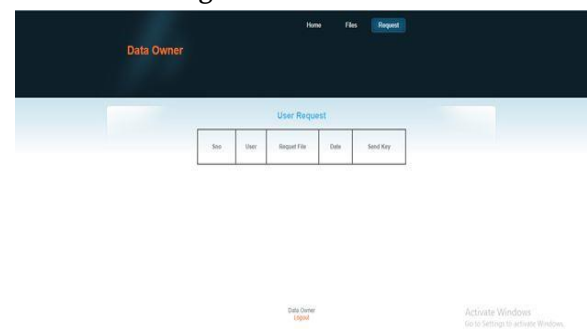 Home Files Request
Data Owner
User Request
Sno User Requet File Date Send Key
Data Owner
Logout
Activate Windows
Go to Settings to activate Windows.